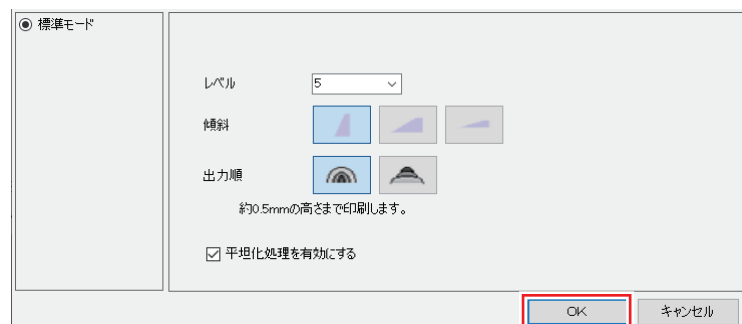 標準モード
レベル 5
傾斜
出力順
約0.5mmの高さまで印刷します。
平坦化処理を有効にする
OK キャンセル